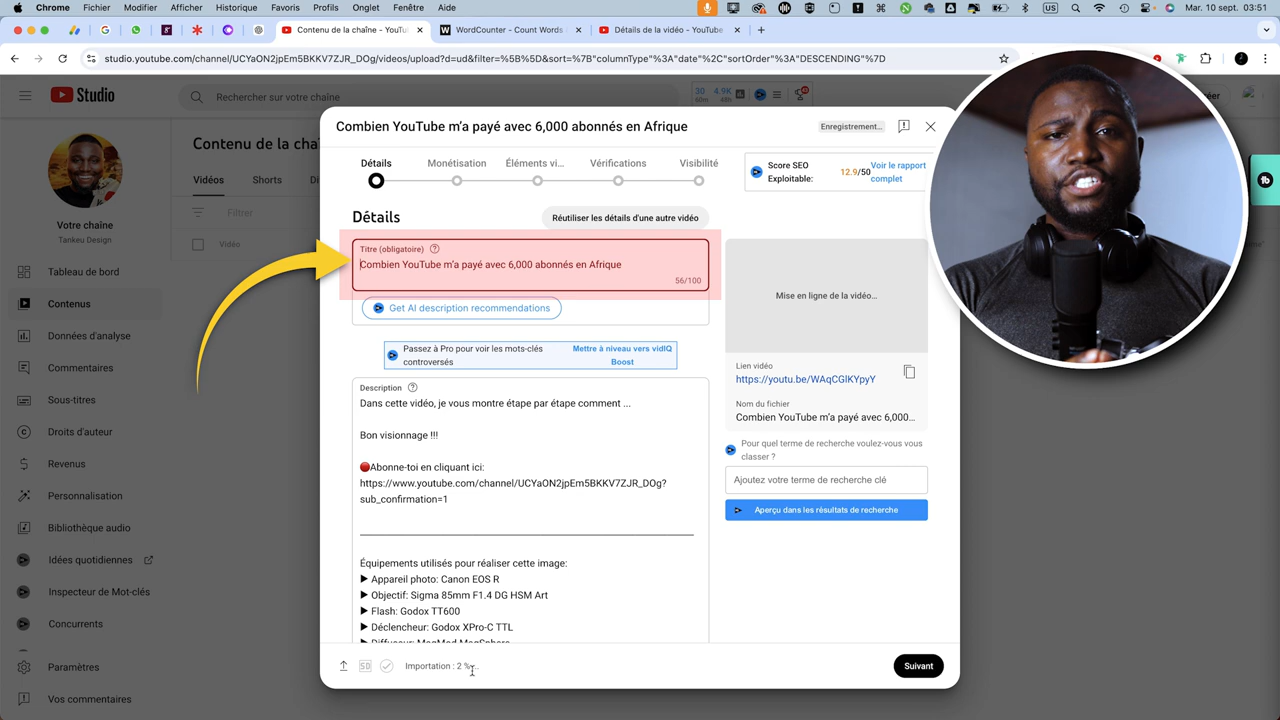 Chrome Fichier Modifier Afficher Historique Favoris Profils Onglet Fenêtre Aide
Mar. 10 sept. 03:51
Contenu de la chaîne - YouTu
WordCounter - Count Words
Détails de la vidéo - YouTube
studio.youtube.com/channel/UCYaON2jpEm5BKKV7ZJR_DOg/videos/upload?d=ud&filter=%5B%5D&sort=%7B"columnType"%3A"date"%2C"sortOrder"%3A"DESCENDING"%7D
Studio
Rechercher sur votre chaîne
30
60m
4.9K
48h
éer
Votre chaîne
Tankeu Design
Tableau de bord
Contenus
Données d'analyse
Commentaires
Sous-titres
Droits d'auteur
Revenus
Personnalisation
Bibliothèque audio
Idées quotidiennes
Inspecteur de Mot-clés
Concurrents
Paramètres
Vos commentaires
Contenu de la chaî
Vidéos Shorts Di
Filtrer
Vidéo
Combien YouTube m'a payé avec 6,000 abonnés en Afrique
Enregistrement...
Détails
Monétisation
Éléments vi...
Vérifications
Visibilité
Score SEO
Exploitable:
12.9/50
Voir le rapport
complet
Détails
Réutiliser les détails d'une autre vidéo
Titre (obligatoire)
Combien YouTube m'a payé avec 6,000 abonnés en Afrique
56/100
Get AI description recommendations
Passez à Pro pour voir les mots-clés
controversés
Mettre à niveau vers vidIQ
Boost
Description
Dans cette vidéo, je vous montre étape par étape comment ...
Bon visionnage !!!
🔴Abonne-toi en cliquant ici:
https://www.youtube.com/channel/UCYaON2jpEm5BKKV7ZJR_DOg?
sub_confirmation=1
Équipements utilisés pour réaliser cette image:
▶ Appareil photo: Canon EOS R
▶ Objectif: Sigma 85mm F1.4 DG HSM Art
▶ Flash: Godox TT600
▶ Déclencheur: Godox XPro-C TTL
▶ Diffuseur: MagMod MagSphere
Mise en ligne de la vidéo...
Lien vidéo
https://youtu.be/WAqCGlKYpyY
Nom du fichier
Combien YouTube m'a payé avec 6,000...
Pour quel terme de recherche voulez-vous vous
classer ?
Ajoutez votre terme de recherche clé
Aperçu dans les résultats de recherche
SD
Importation : 2 %...
Suivant